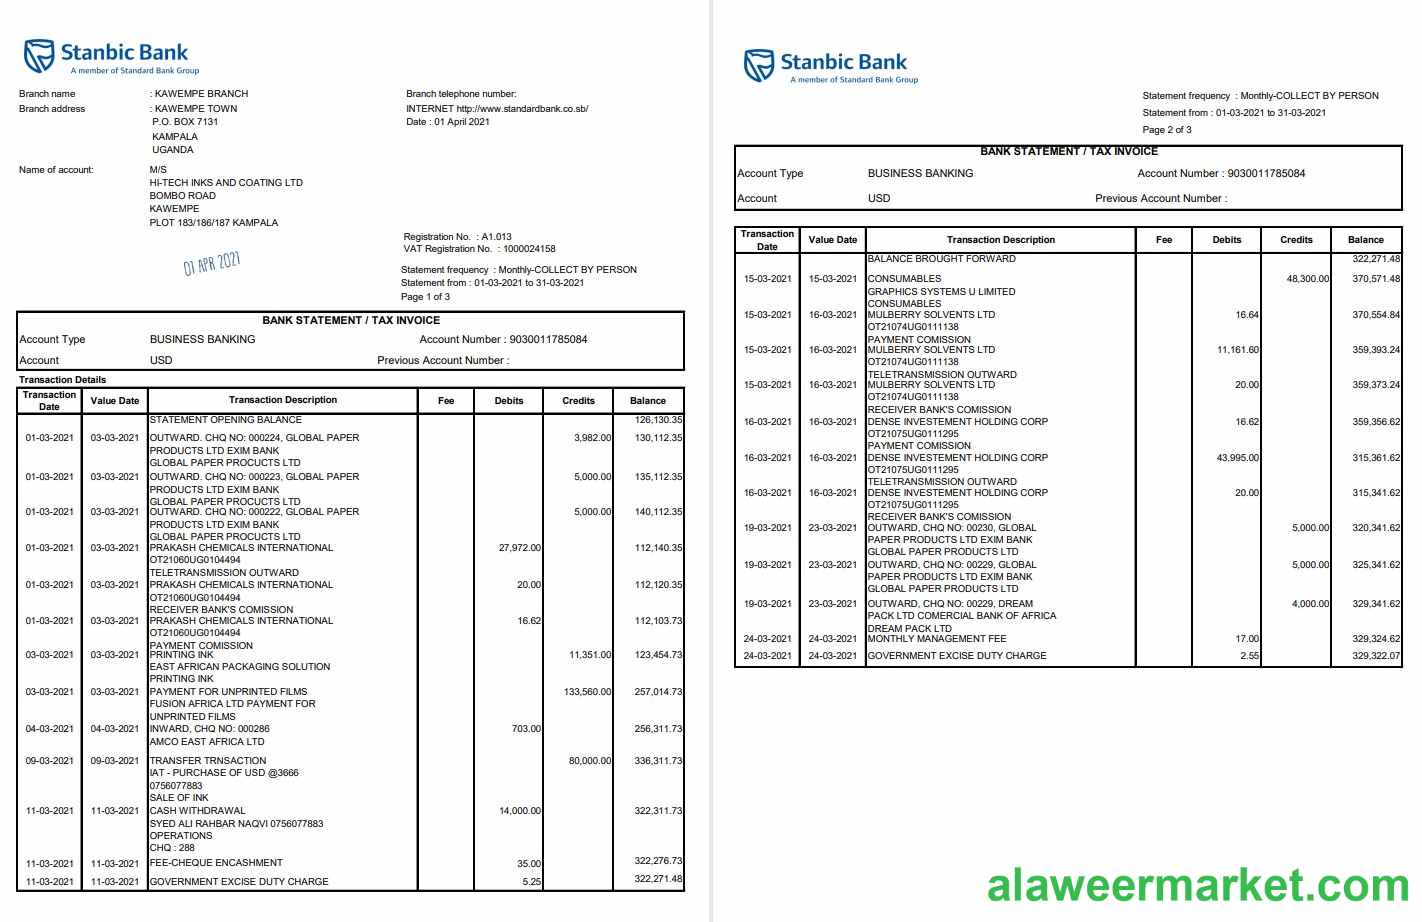 Stanbic Bank
A member of Standard Bank Group
Branch name : KAWEMPE BRANCH
Branch address : KAWEMPE TOWN
P.O. BOX 7131
KAMPALA
UGANDA
Branch telephone number:
INTERNET http://www.standardbank.co.sb/
Date : 01 April 2021
Name of account: M/S
HI-TECH INKS AND COATING LTD
BOMBO ROAD
KAWEMPE
PLOT 183/186/187 KAMPALA
01 APR 2021
Registration No. : A1.013
VAT Registration No. : 1000024158
Statement frequency : Monthly-COLLECT BY PERSON
Statement from : 01-03-2021 to 31-03-2021
Page 1 of 3
BANK STATEMENT / TAX INVOICE
Account Type BUSINESS BANKING Account Number : 9030011785084
Account USD Previous Account Number :
Transaction Details
Transaction Date Value Date Transaction Description Fee Debits Credits Balance
STATEMENT OPENING BALANCE 126,130.35
01-03-2021 03-03-2021 OUTWARD. CHQ NO: 000224, GLOBAL PAPER 3,982.00 130,112.35
PRODUCTS LTD EXIM BANK
GLOBAL PAPER PROCUCTS LTD
01-03-2021 03-03-2021 OUTWARD. CHQ NO: 000223, GLOBAL PAPER 5,000.00 135,112.35
PRODUCTS LTD EXIM BANK
GLOBAL PAPER PROCUCTS LTD
01-03-2021 03-03-2021 OUTWARD. CHQ NO: 000222, GLOBAL PAPER 5,000.00 140,112.35
PRODUCTS LTD EXIM BANK
GLOBAL PAPER PROCUCTS LTD
01-03-2021 03-03-2021 PRAKASH CHEMICALS INTERNATIONAL 27,972.00 112,140.35
OT21060UG0104494
TELETRANSMISSION OUTWARD
01-03-2021 03-03-2021 PRAKASH CHEMICALS INTERNATIONAL 20.00 112,120.35
OT21060UG0104494
RECEIVER BANK'S COMISSION
01-03-2021 03-03-2021 PRAKASH CHEMICALS INTERNATIONAL 16.62 112,103.73
OT21060UG0104494
PAYMENT COMISSION
03-03-2021 03-03-2021 PRINTING INK 11,351.00 123,454.73
EAST AFRICAN PACKAGING SOLUTION
PRINTING INK
03-03-2021 03-03-2021 PAYMENT FOR UNPRINTED FILMS 133,560.00 257,014.73
FUSION AFRICA LTD PAYMENT FOR
UNPRINTED FILMS
04-03-2021 04-03-2021 INWARD, CHQ NO: 000286 703.00 256,311.73
AMCO EAST AFRICA LTD
09-03-2021 09-03-2021 TRANSFER TRNSACTION 80,000.00 336,311.73
IAT - PURCHASE OF USD @3666
0756077883
SALE OF INK
11-03-2021 11-03-2021 CASH WITHDRAWAL 14,000.00 322,311.73
SYED ALI RAHBAR NAQVI 0756077883
OPERATIONS
CHQ : 288
11-03-2021 11-03-2021 FEE-CHEQUE ENCASHMENT 35.00 322,276.73
11-03-2021 11-03-2021 GOVERNMENT EXCISE DUTY CHARGE 5.25 322,271.48
Stanbic Bank
A member of Standard Bank Group
Statement frequency : Monthly-COLLECT BY PERSON
Statement from : 01-03-2021 to 31-03-2021
Page 2 of 3
BANK STATEMENT / TAX INVOICE
Account Type BUSINESS BANKING Account Number : 9030011785084
Account USD Previous Account Number :
Transaction Date Value Date Transaction Description Fee Debits Credits Balance
BALANCE BROUGHT FORWARD 322,271.48
15-03-2021 15-03-2021 CONSUMABLES 48,300.00 370,571.48
GRAPHICS SYSTEMS U LIMITED
CONSUMABLES
15-03-2021 16-03-2021 MULBERRY SOLVENTS LTD 16.64 370,554.84
OT21074UG0111138
PAYMENT COMISSION
15-03-2021 16-03-2021 MULBERRY SOLVENTS LTD 11,161.60 359,393.24
OT21074UG0111138
TELETRANSMISSION OUTWARD
15-03-2021 16-03-2021 MULBERRY SOLVENTS LTD 20.00 359,373.24
OT21074UG0111138
RECEIVER BANK'S COMISSION
16-03-2021 16-03-2021 DENSE INVESTEMENT HOLDING CORP 16.62 359,356.62
OT21075UG0111295
PAYMENT COMISSION
16-03-2021 16-03-2021 DENSE INVESTEMENT HOLDING CORP 43,995.00 315,361.62
OT21075UG0111295
TELETRANSMISSION OUTWARD
16-03-2021 16-03-2021 DENSE INVESTEMENT HOLDING CORP 20.00 315,341.62
OT21075UG0111295
RECEIVER BANK'S COMISSION
19-03-2021 23-03-2021 OUTWARD, CHQ NO: 00230, GLOBAL 5,000.00 320,341.62
PAPER PRODUCTS LTD EXIM BANK
GLOBAL PAPER PRODUCTS LTD
19-03-2021 23-03-2021 OUTWARD, CHQ NO: 00229, GLOBAL 5,000.00 325,341.62
PAPER PRODUCTS LTD EXIM BANK
GLOBAL PAPER PRODUCTS LTD
19-03-2021 23-03-2021 OUTWARD, CHQ NO: 00229, DREAM 4,000.00 329,341.62
PACK LTD COMERCIAL BANK OF AFRICA
DREAM PACK LTD
24-03-2021 24-03-2021 MONTHLY MANAGEMENT FEE 17.00 329,324.62
24-03-2021 24-03-2021 GOVERNMENT EXCISE DUTY CHARGE 2.55 329,322.07
alaweermarket.com